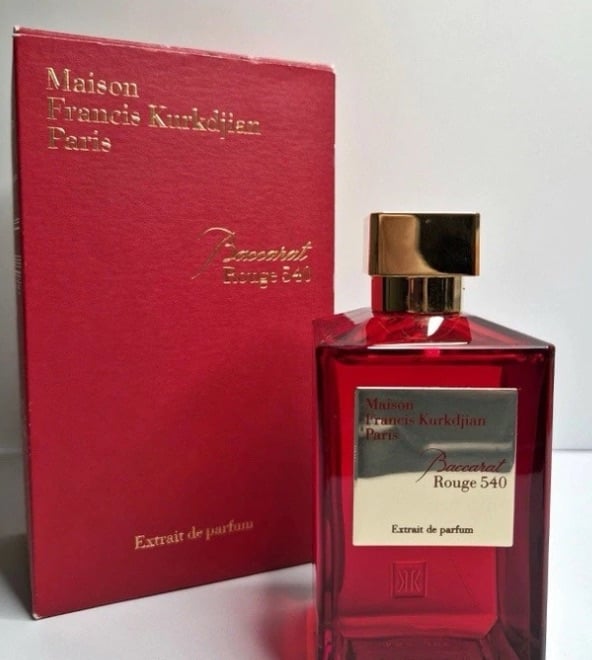 Maison
Francis Kurkdjian
Paris
Baccarat
Rouge 540
Extrait de parfum
Maison
Francis Kurkdjian
Paris
Baccarat
Rouge 540
Extrait de parfum